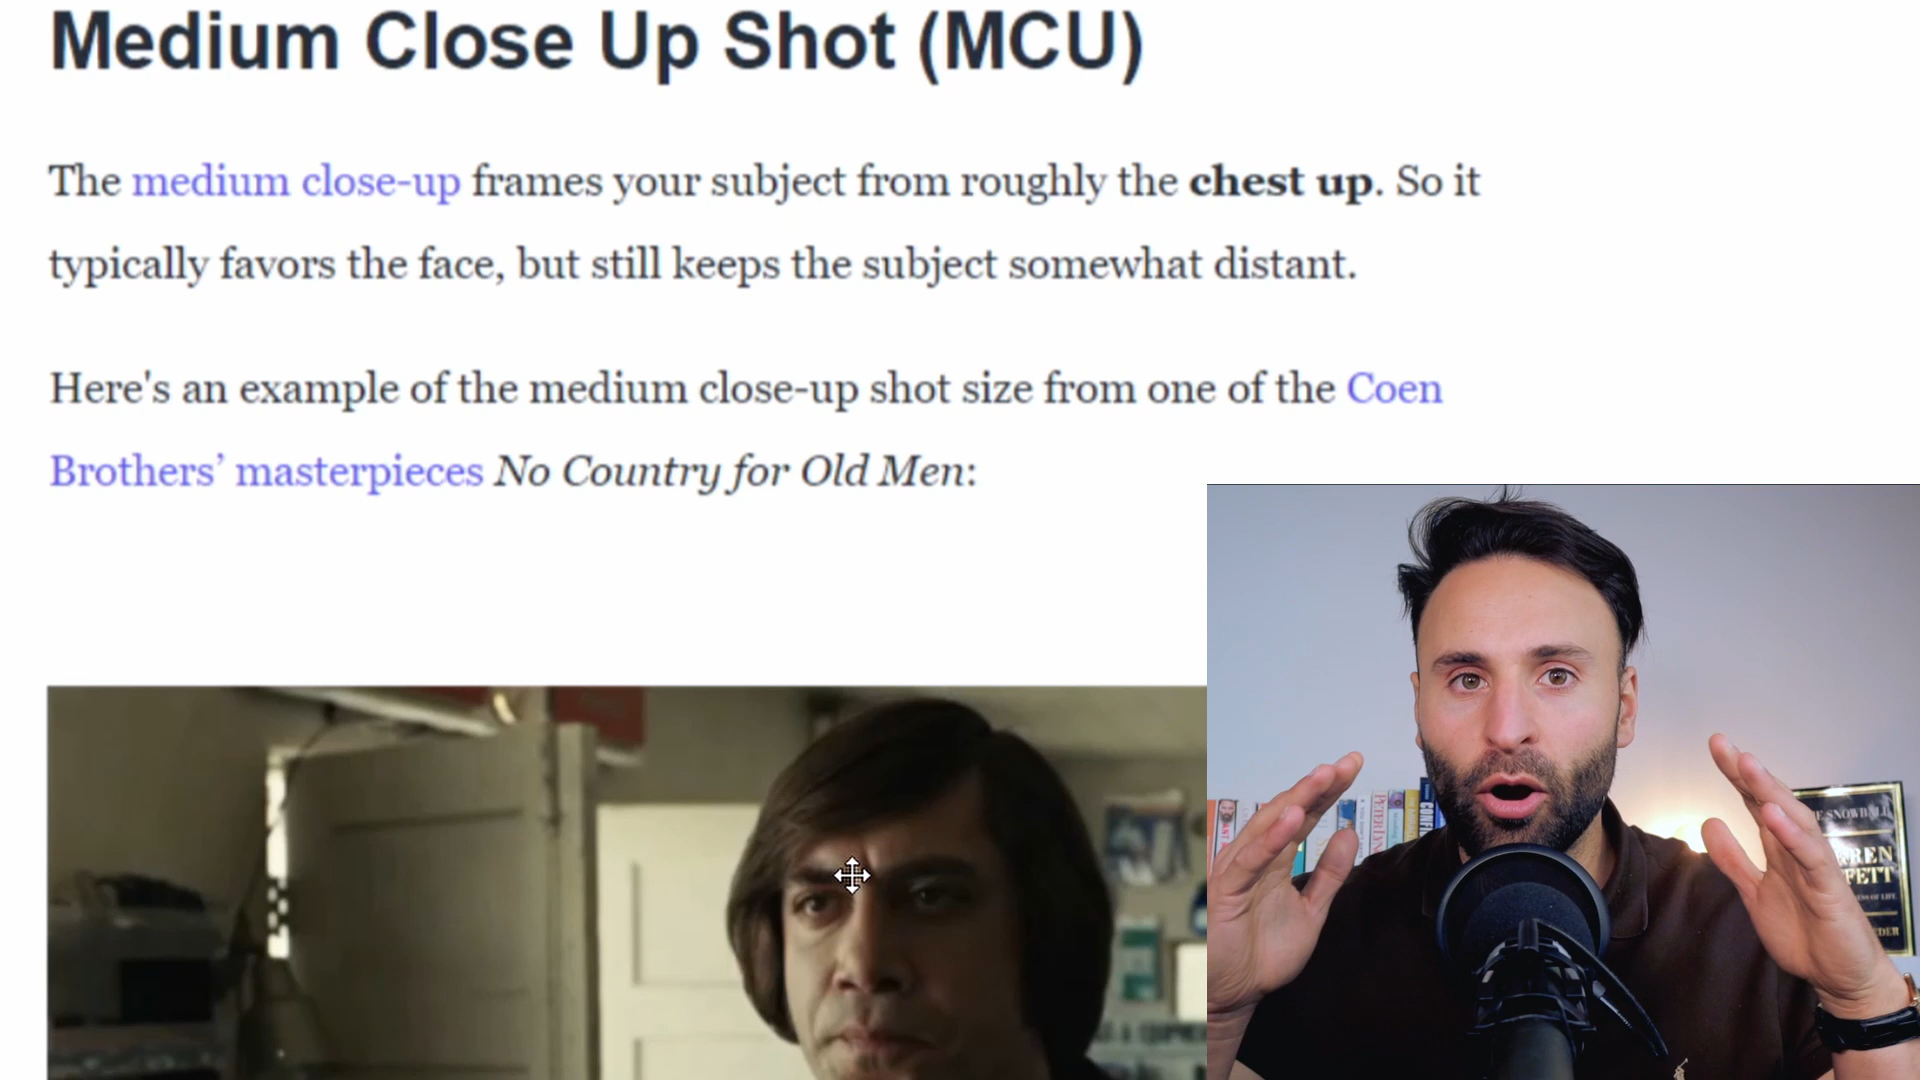 Medium Close Up Shot (MCU)
The medium close-up frames your subject from roughly the chest up. So it
typically favors the face, but still keeps the subject somewhat distant.
Here's an example of the medium close-up shot size from one of the Coen
Brothers’ masterpieces No Country for Old Men:
SNOWBALL